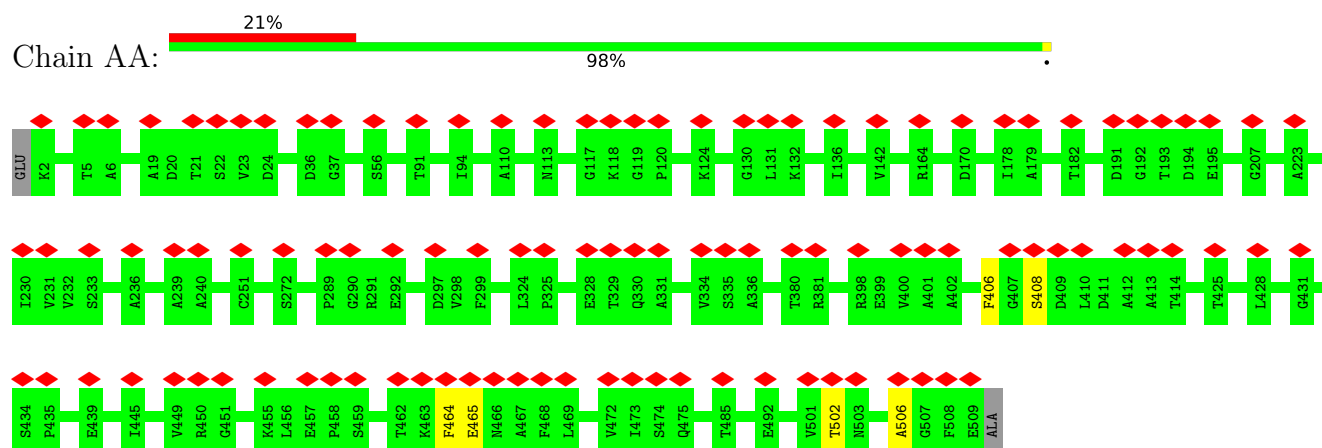 21%
Chain AA:
98%
•
GLU K2 T5 A6 A19 D20 T21 S22 V23 D24 D36 G37 S56 T91 I94 A110 N113 G117 K118 G119 P120 K124 G130 L131 K132 I136 V142 R164 D170 I178 A179 T182 D191 G192 T193 D194 E195 G207 A223
I230 V231 V232 S233 A236 A239 A240 C251 S272 P289 G290 R291 E292 D297 V298 F299 L324 P325 E328 T329 Q330 A331 V334 S335 A336 T380 R381 R398 E399 V400 A401 A402 F406 G407 S408 D409 L410 D411 A412 A413 T414 T425 L428 G431
S434 P435 E439 I445 V449 R450 G451 K455 L456 E457 P458 S459 T462 K463 F464 E465 N466 A467 F468 L469 V472 I473 S474 Q475 T485 E492 V501 T502 N503 A506 G507 F508 E509 ALA